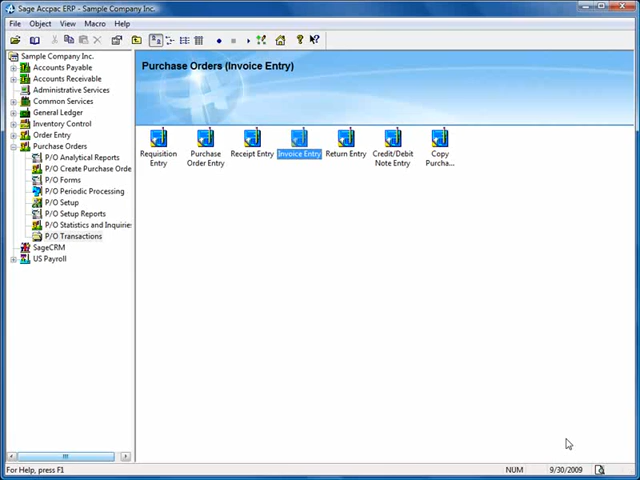 Sage Accpac ERP - Sample Company Inc.
File Object View Macro Help
Sample Company Inc.
Accounts Payable
Accounts Receivable
Administrative Services
Common Services
General Ledger
Inventory Control
Order Entry
Purchase Orders
P/O Analytical Reports
P/O Create Purchase Orde
P/O Forms
P/O Periodic Processing
P/O Setup
P/O Setup Reports
P/O Statistics and Inquirie
P/O Transactions
SageCRM
US Payroll
Purchase Orders (Invoice Entry)
Requisition
Entry
Purchase
Order Entry
Receipt Entry
Invoice Entry
Return Entry
Credit/Debit
Note Entry
Copy
Purcha...
For Help, press F1
NUM
9/30/2009